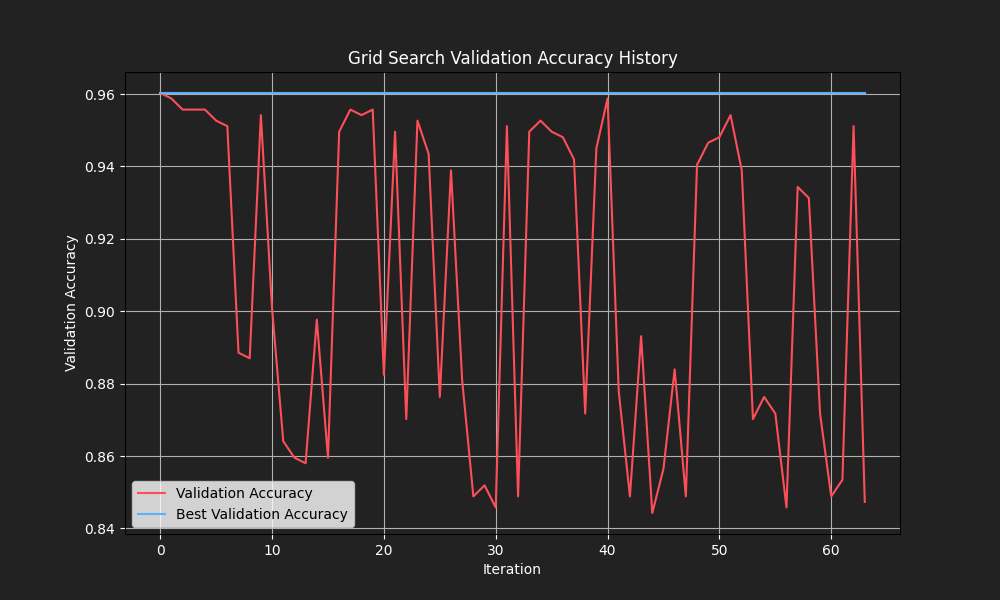 Grid Search Validation Accuracy History
Validation Accuracy
0.96
0.94
0.92
0.90
0.88
0.86
0.84
Validation Accuracy
Best Validation Accuracy
0 10 20 30 40 50 60
Iteration